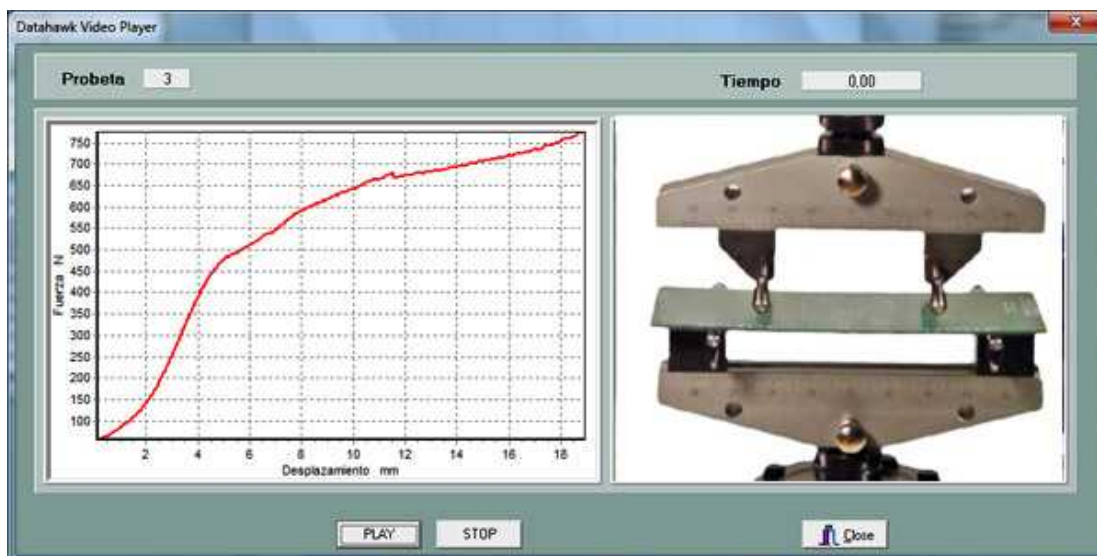 Datahawk Video Player
Probeta 3
Tiempo 0.00
Fuerza N
750
700
650
600
550
500
450
400
350
300
250
200
150
100
2 4 6 8 10 12 14 16 18
Desplazamiento mm
PLAY
STOP
Close